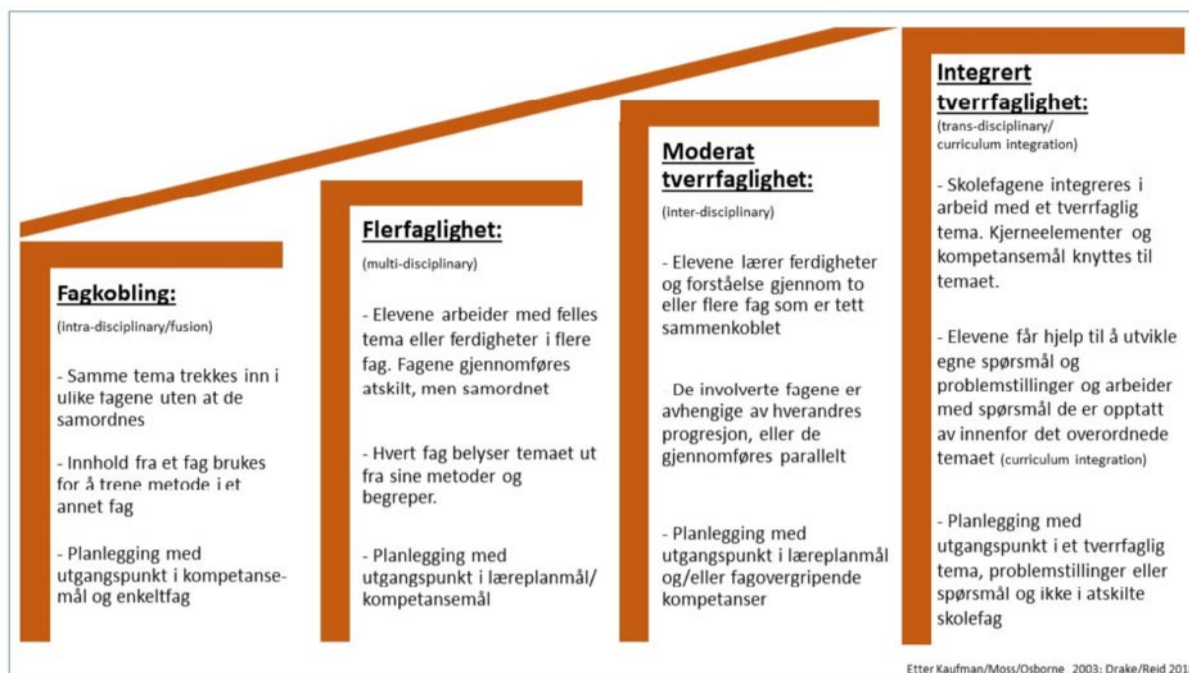 Fagkobling:
(intra-disciplinary/fusion)
- Samme tema trekkes inn i
ulike fagene uten at de
samordnes
- Innhold fra et fag brukes
for å trene metode i et
annet fag
- Planlegging med
utgangspunkt i kompetanse-
mål og enkeltfag
Flerfaglighet:
(multi-disciplinary)
- Elevene arbeider med felles
tema eller ferdigheter i flere
fag. Fagene gjennomføres
atskilt, men samordnet
- Hvert fag belyser temaet ut
fra sine metoder og
begreper.
- Planlegging med
utgangspunkt i læreplanmål/
kompetansemål
Moderat
tverrfaglighet:
(inter-disciplinary)
- Elevene lærer ferdigheter
og forståelse gjennom to
eller flere fag som er tett
sammenkoblet
- De involverte fagene er
avhengige av hverandres
progresjon, eller de
gjennomføres parallelt
- Planlegging med
utgangspunkt i læreplanmål
og/eller fagovergripende
kompetanser
Integrert
tverrfaglighet:
(trans-disciplinary/
curriculum integration)
- Skolefagene integreres i
arbeid med et tverrfaglig
tema. Kjerneelementer og
kompetansemål knyttes til
temaet.
- Elevene får hjelp til å utvikle
egne spørsmål og
problemstillinger og arbeider
med spørsmål de er opptatt
av innenfor det overordnede
temaet (curriculum integration)
- Planlegging med
utgangspunkt i et tverrfaglig
tema, problemstillinger eller
spørsmål og ikke i atskilte
skolefag
Etter Kaufman/Moss/Osborne 2003; Drake/Reid